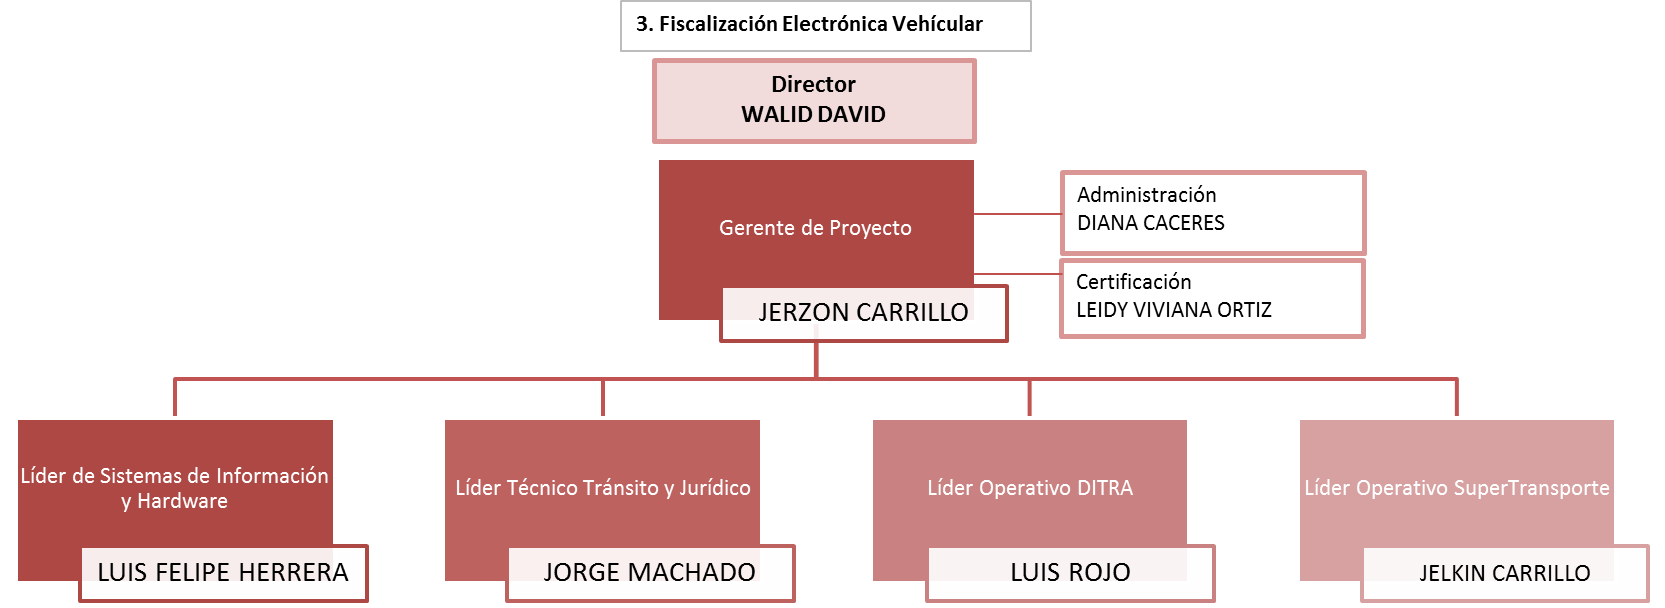 3. Fiscalización Electrónica Vehícular
Director
WALID DAVID
Gerente de Proyecto
JERZON CARRILLO
Administración
DIANA CACERES
Certificación
LEIDY VIVIANA ORTIZ
Líder de Sistemas de Información
y Hardware
LUIS FELIPE HERRERA
Líder Técnico Tránsito y Jurídico
JORGE MACHADO
Líder Operativo DITRA
LUIS ROJO
Líder Operativo SuperTransporte
JELKIN CARRILLO